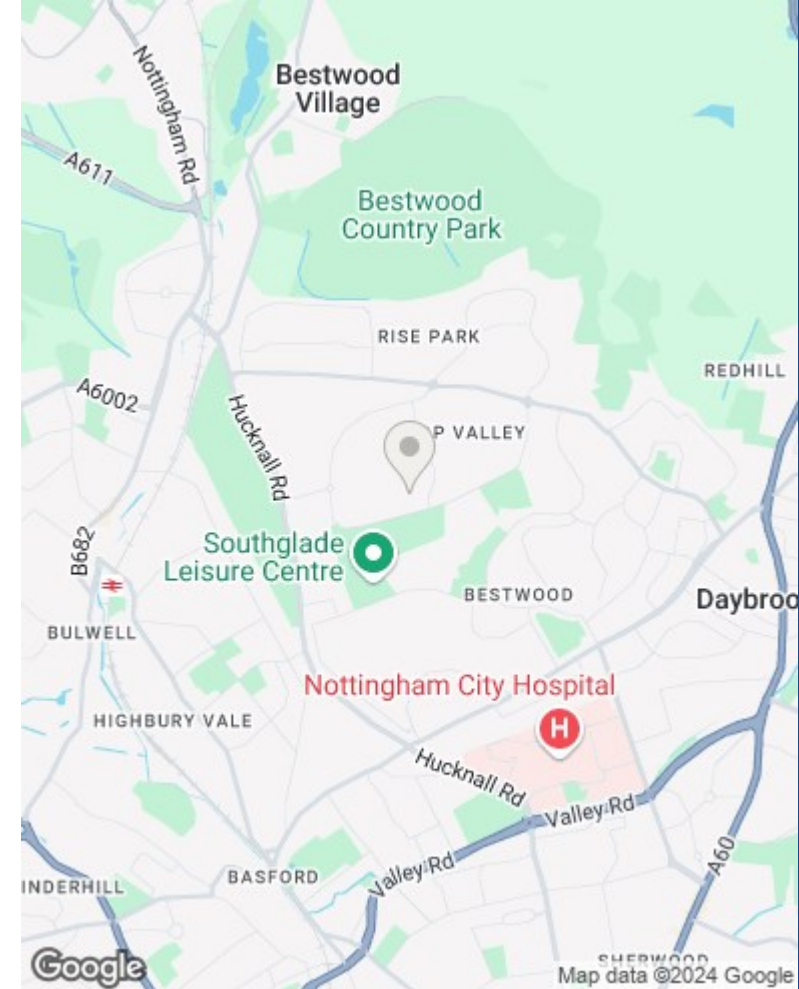 Bestwood
Village
Nottingham Rd
A611
Bestwood
Country Park
RISE PARK
REDHILL
A6002
Hucknall Rd
P VALLEY
B682
Southglade
Leisure Centre
BESTWOOD
Daybroo
BULWELL
Nottingham City Hospital
H
HIGHBURY VALE
Hucknall Rd
Valley Rd
A60
Valley Rd
BASFORD
INDERHILL
SHERWOOD
Google
Map data ©2024 Google